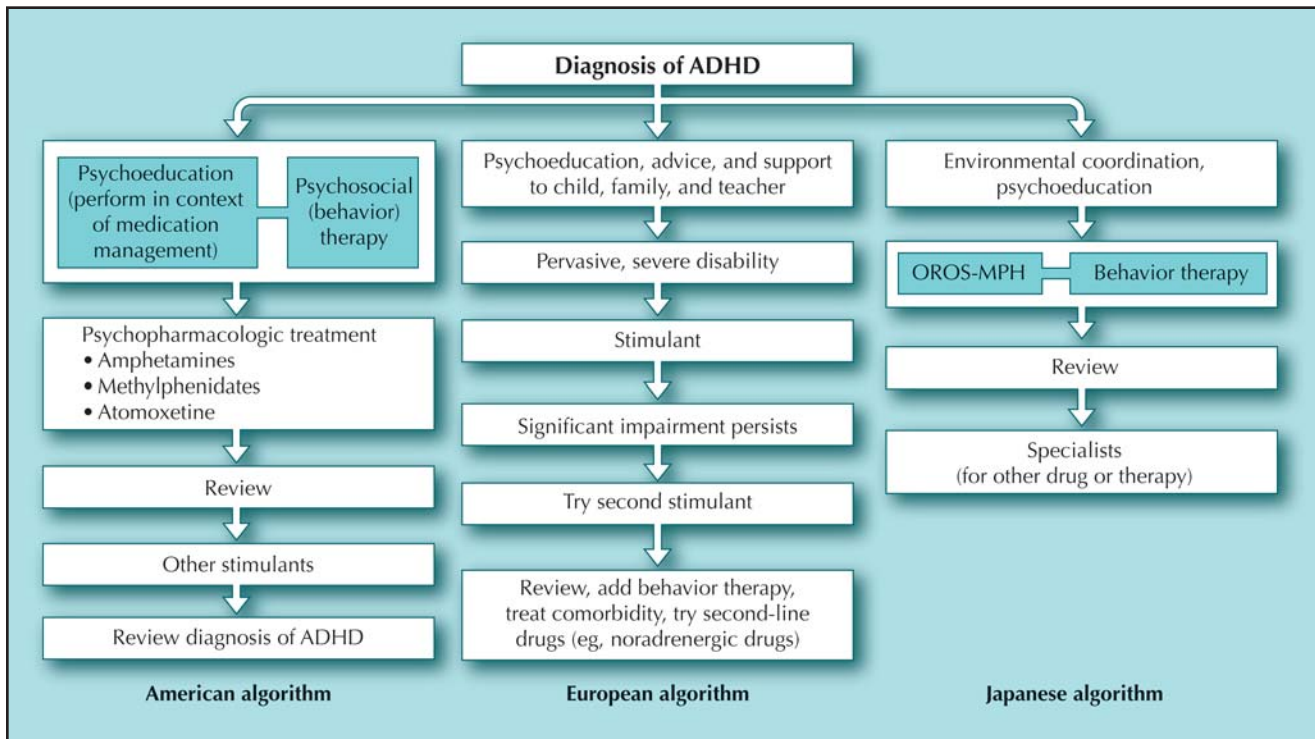 Diagnosis of ADHD
Psychoeducation
(perform in context
of medication
management)
Psychosocial
(behavior)
therapy
Psychopharmacologic treatment
• Amphetamines
• Methylphenidates
• Atomoxetine
Review
Other stimulants
Review diagnosis of ADHD
American algorithm
Psychoeducation, advice, and support
to child, family, and teacher
Pervasive, severe disability
Stimulant
Significant impairment persists
Try second stimulant
Review, add behavior therapy,
treat comorbidity, try second-line
drugs (eg, noradrenergic drugs)
European algorithm
Environmental coordination,
psychoeducation
OROS-MPH
Behavior therapy
Review
Specialists
(for other drug or therapy)
Japanese algorithm